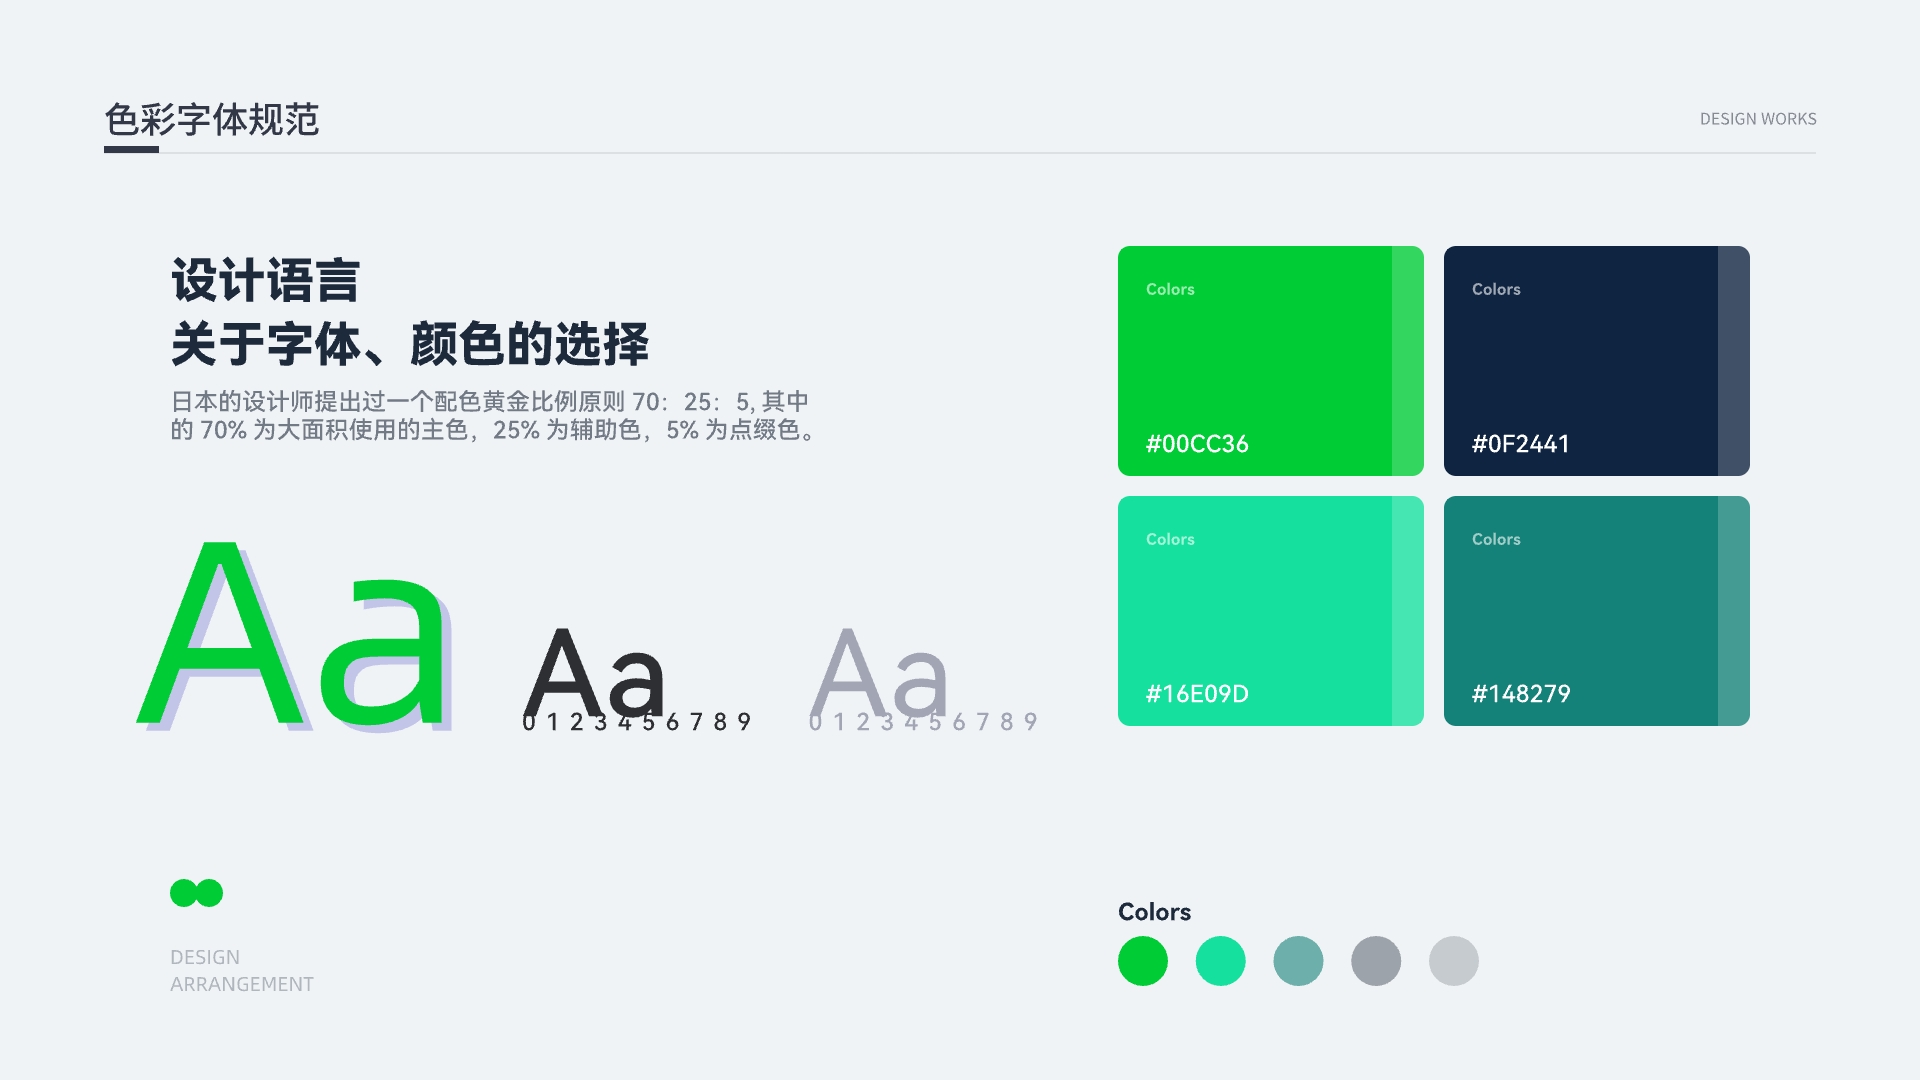 色彩字体规范
DESIGN WORKS
设计语言
关于字体、颜色的选择
日本的设计师提出过一个配色黄金比例原则 70：25：5, 其中
的 70% 为大面积使用的主色，25% 为辅助色，5% 为点缀色。
Aa
Aa
0 1 2 3 4 5 6 7 8 9
Aa
0 1 2 3 4 5 6 7 8 9
Colors
#00CC36
Colors
#0F2441
Colors
#16E09D
Colors
#148279
DESIGN
ARRANGEMENT
Colors